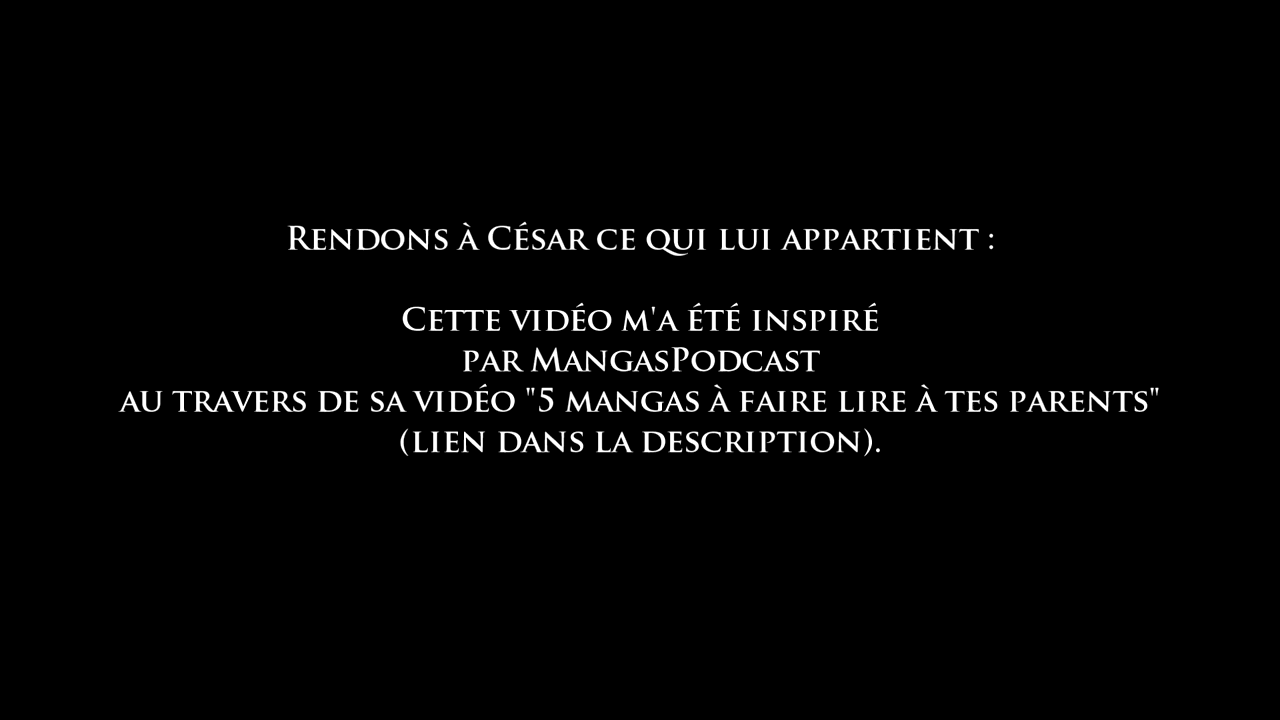 Rendons à César ce qui lui appartient :
Cette vidéo m'a été inspiré
par MangasPodcast
au travers de sa vidéo "5 mangas à faire lire à tes parents"
(lien dans la description).